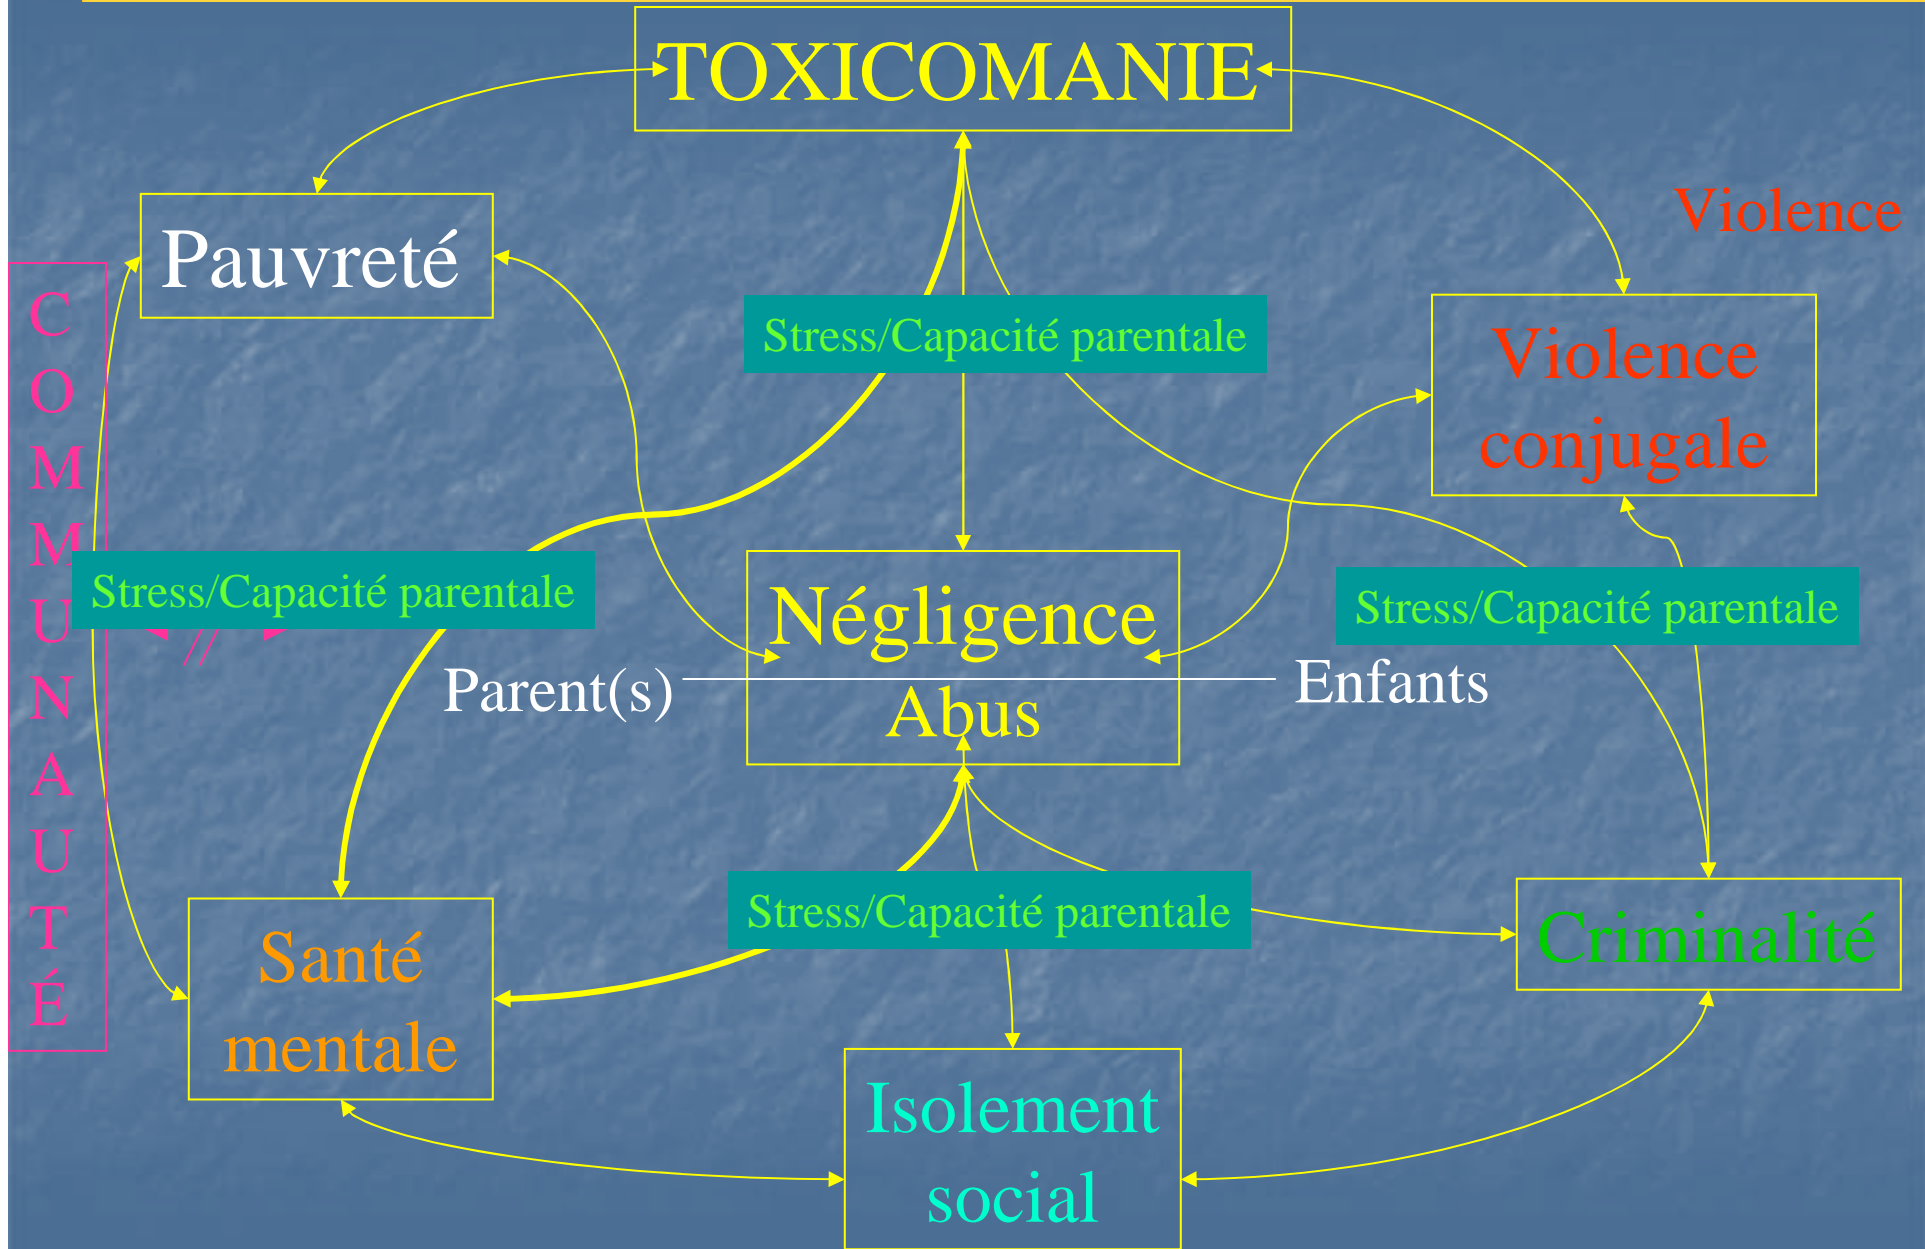 TOXICOMANIE
Violence
Pauvreté
Stress/Capacité parentale
Violence
conjugale
COMMUNAUTÉ
Stress/Capacité parentale
Négligence
Stress/Capacité parentale
Parent(s)
Enfants
Abus
Stress/Capacité parentale
Criminalité
Santé
mentale
Isolement
social